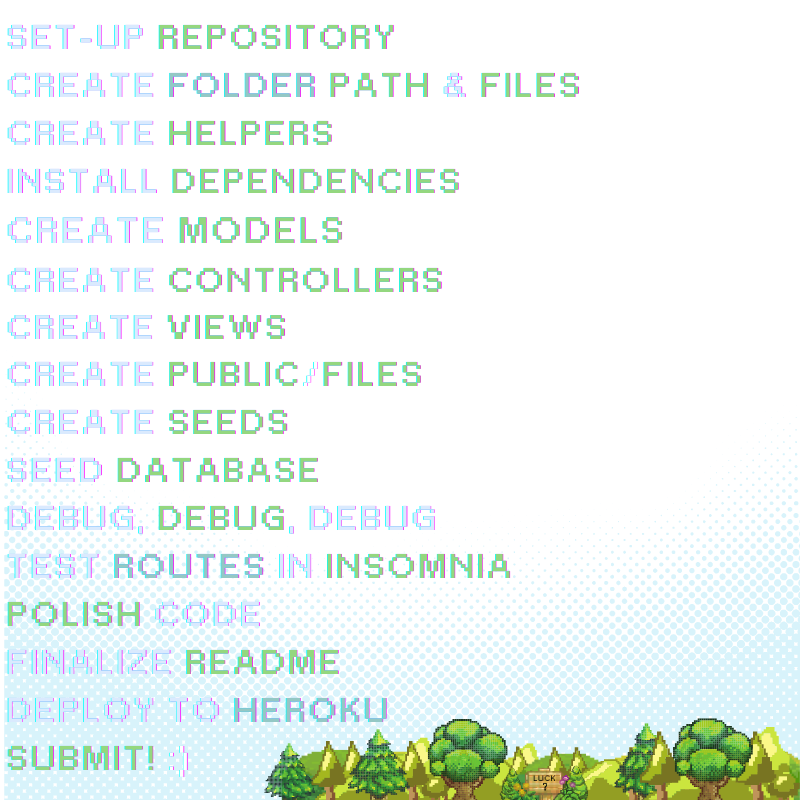 SET-UP REPOSITORY
CREATE FOLDER PATH & FILES
CREATE HELPERS
INSTALL DEPENDENCIES
CREATE MODELS
CREATE CONTROLLERS
CREATE VIEWS
CREATE PUBLIC/FILES
CREATE SEEDS
SEED DATABASE
DEBUG, DEBUG, DEBUG
TEST ROUTES IN INSOMNIA
POLISH CODE
FINALIZE README
DEPLOY TO HEROKU
SUBMIT! :)
LUCK
?